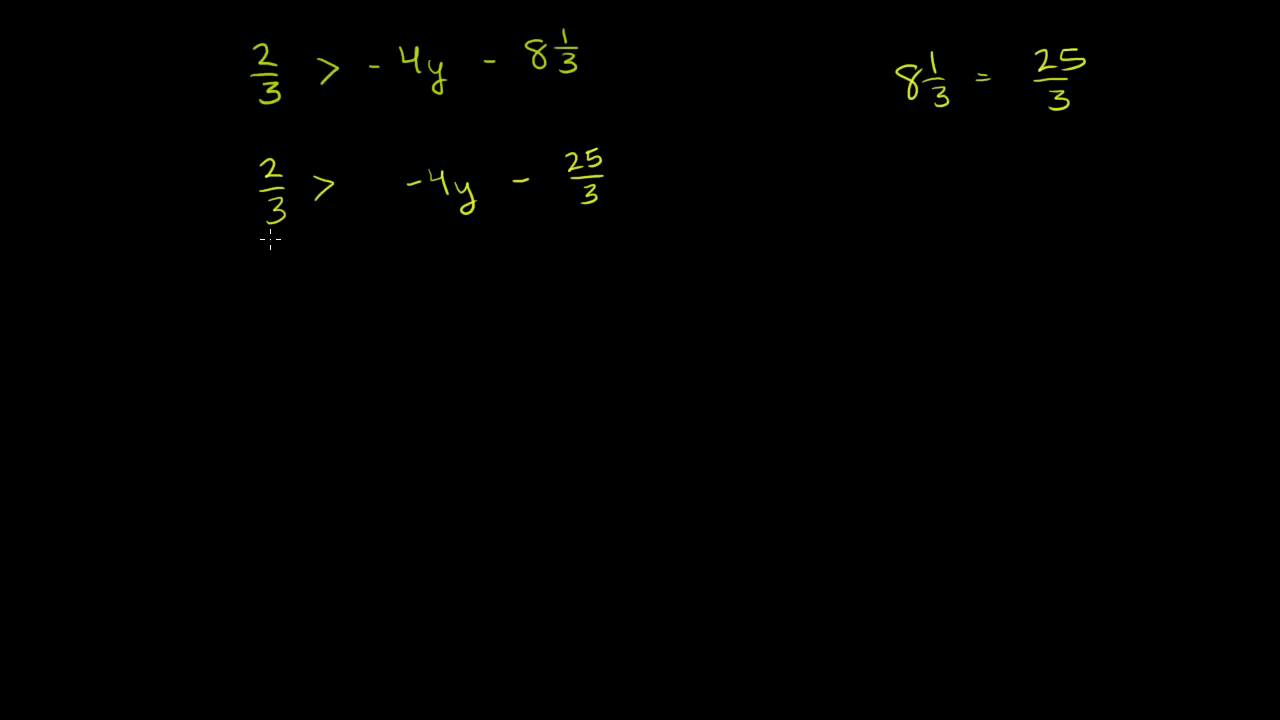 2/3 > -4y - 8 1/3
8 1/3 = 25/3
2/3 > -4y - 25/3